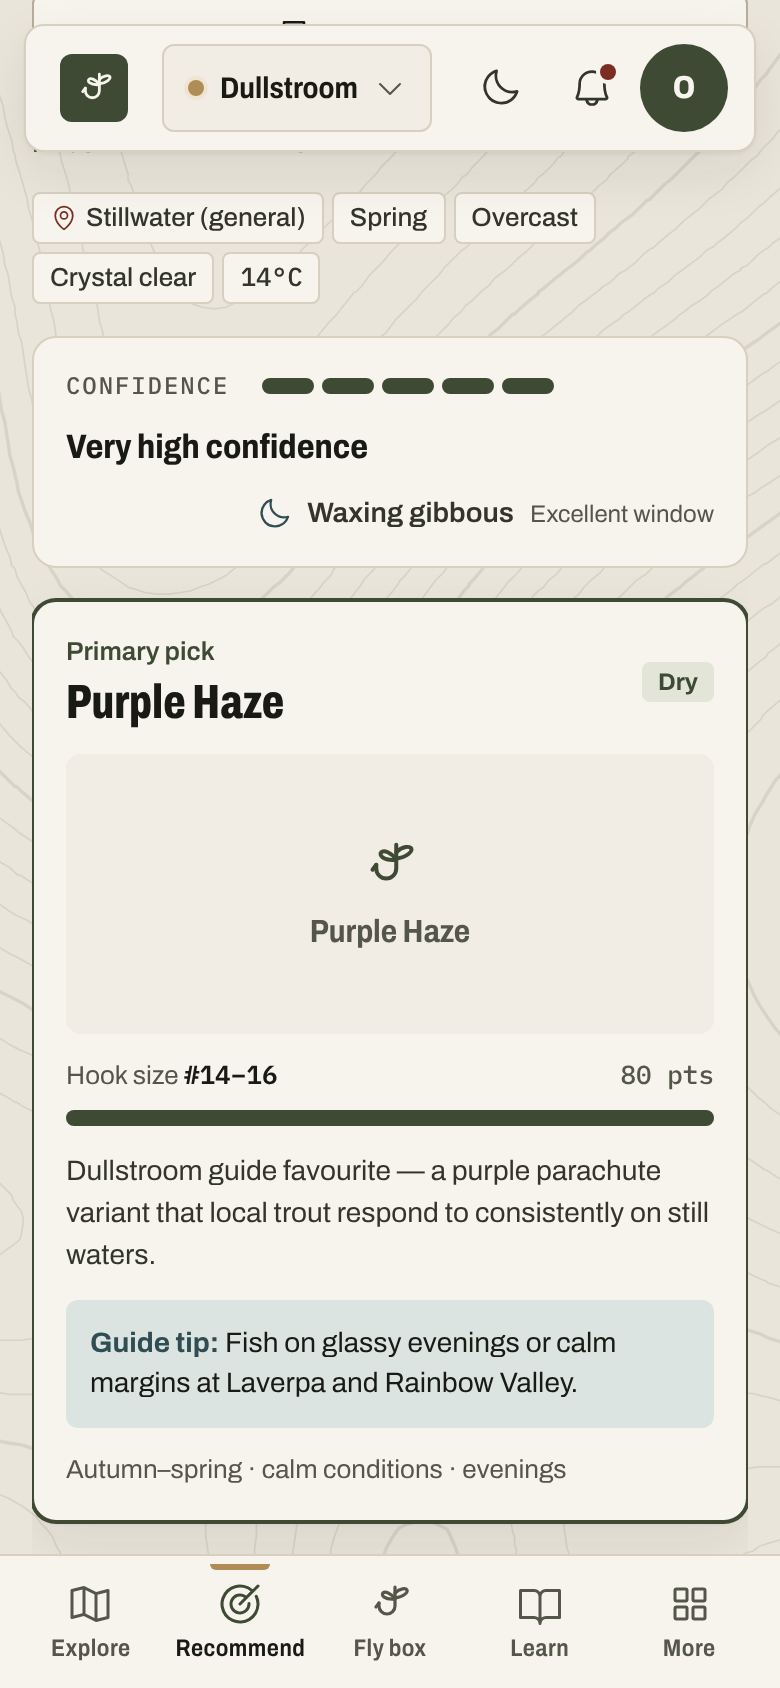 Dullstroom
O
Stillwater (general)
Spring
Overcast
Crystal clear
14°C
CONFIDENCE
Very high confidence
Waxing gibbous
Excellent window
Primary pick
Purple Haze
Dry
Purple Haze
Hook size #14–16
80 pts
Dullstroom guide favourite — a purple parachute
variant that local trout respond to consistently on still
waters.
Guide tip: Fish on glassy evenings or calm
margins at Laverpa and Rainbow Valley.
Autumn–spring · calm conditions · evenings
Explore
Recommend
Fly box
Learn
More